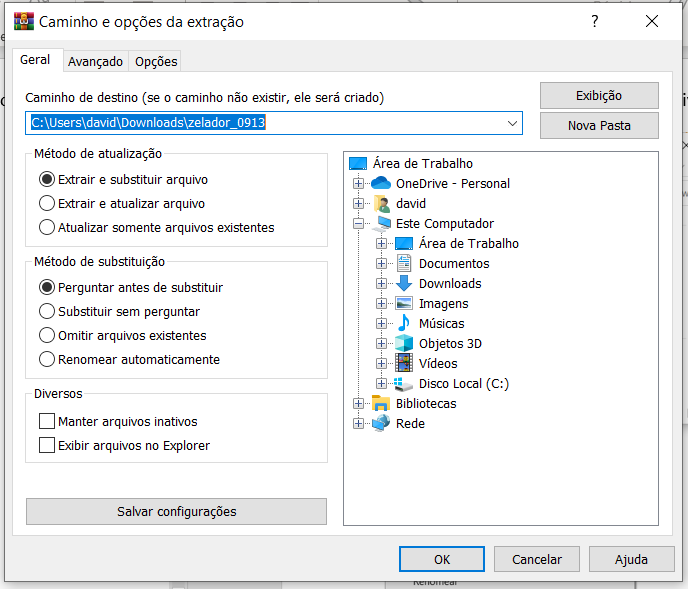 Caminho e opções da extração
?
Geral
Avançado
Opções
Caminho de destino (se o caminho não existir, ele será criado)
Exibição
C:\Users\david\Downloads\zelador_0913
Nova Pasta
Método de atualização
Extrair e substituir arquivo
Extrair e atualizar arquivo
Atualizar somente arquivos existentes
Método de substituição
Perguntar antes de substituir
Substituir sem perguntar
Omitir arquivos existentes
Renomear automaticamente
Diversos
Manter arquivos inativos
Exibir arquivos no Explorer
Salvar configurações
Área de Trabalho
OneDrive - Personal
david
Este Computador
Área de Trabalho
Documentos
Downloads
Imagens
Músicas
Objetos 3D
Vídeos
Disco Local (C:)
Bibliotecas
Rede
OK
Cancelar
Ajuda
Renomear